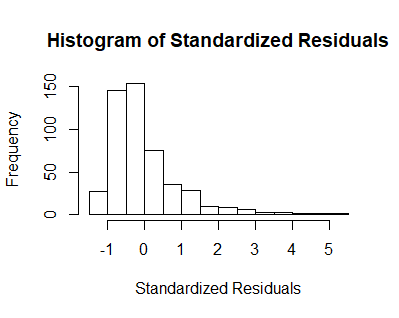 Histogram of Standardized Residuals
Frequency
150
100
50
0
-1 0 1 2 3 4 5
Standardized Residuals